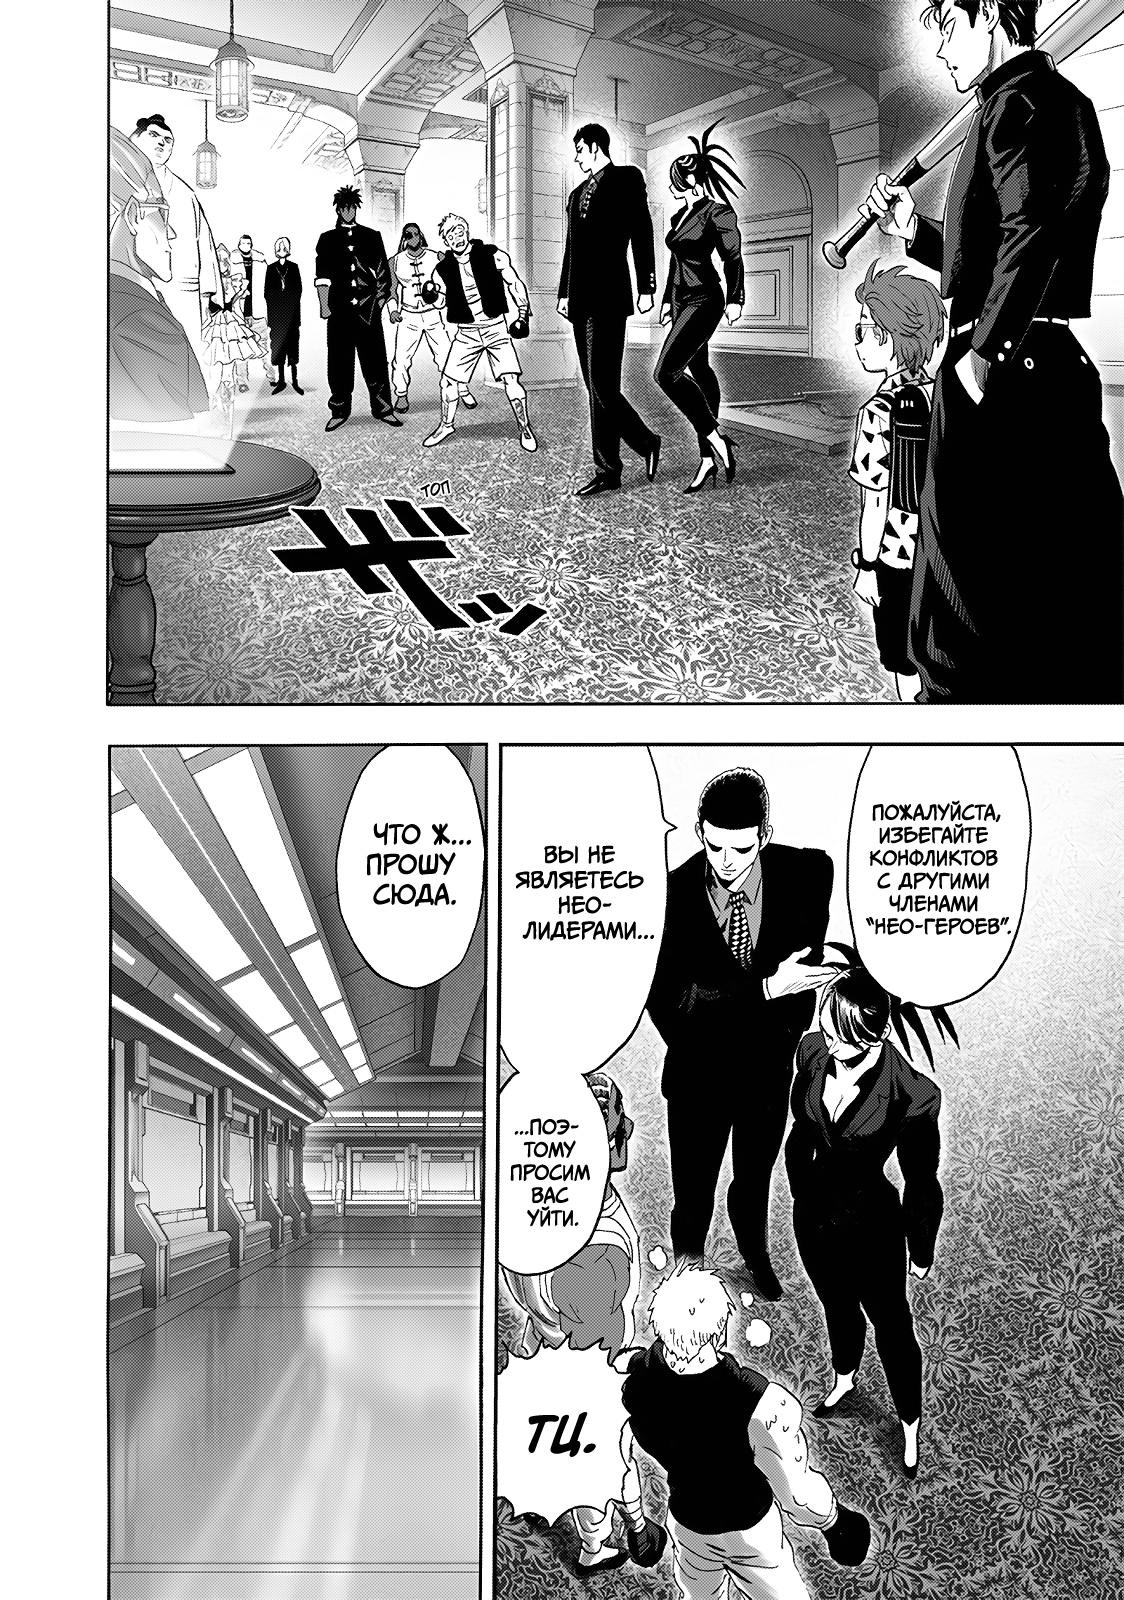 ТОП
ザッ
ПОЖАЛУЙСТА,
ИЗБЕГАЙТЕ
КОНФЛИКТОВ
С ДРУГИМИ
ЧЛЕНАМИ
“НЕО-ГЕРОЕВ”.
ВЫ НЕ
ЯВЛЯЕТЕСЬ
НЕО-
ЛИДЕРАМИ...
...ПОЭ-
ТОМУ
ПРОСИМ
ВАС
УЙТИ.
ТЦ.
ЧТО Ж...
ПРОШУ
СЮДА.